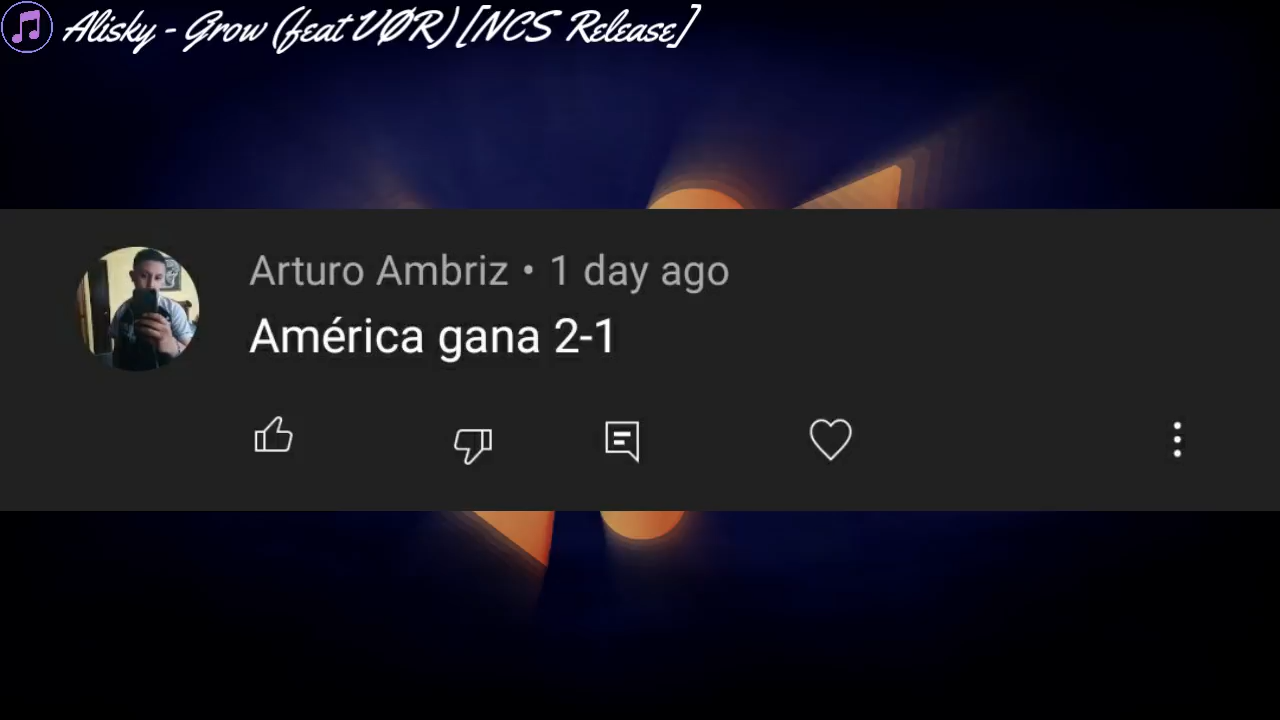 Alisky - Grow (feat VØR) [NCS Release]
Arturo Ambriz • 1 day ago
América gana 2-1